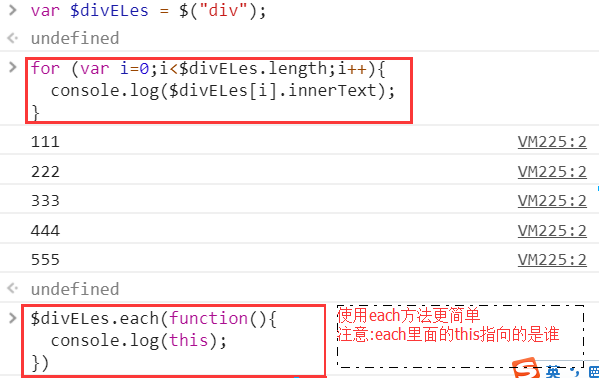 > var $divELes = $("div");
undefined
> for (var i=0;i<$divELes.length;i++){
console.log($divELes[i].innerText);
}
111 VM225:2
222 VM225:2
333 VM225:2
444 VM225:2
555 VM225:2
undefined
> $divELes.each(function(){
console.log(this);
})
使用each方法更简单
注意:each里面的this指向的是谁
英